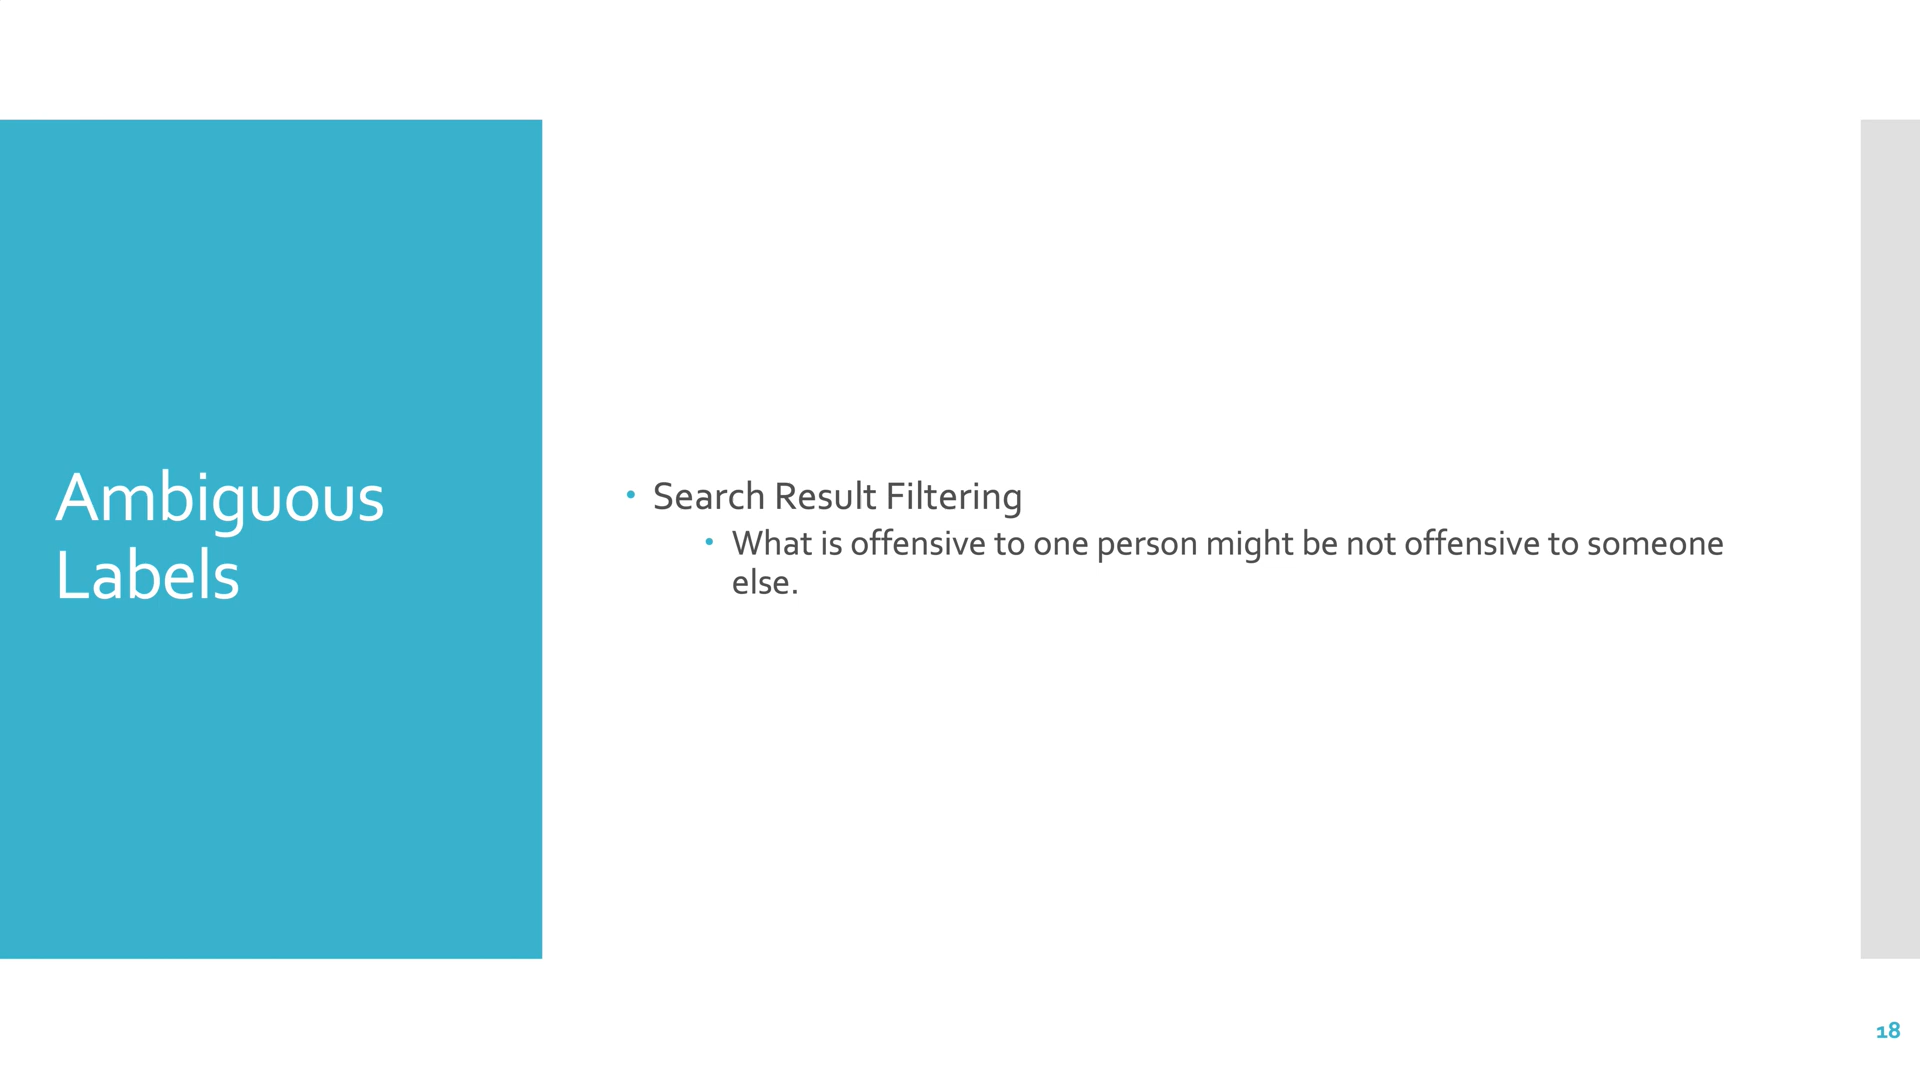 Ambiguous
Labels
• Search Result Filtering
• What is offensive to one person might be not offensive to someone
else.
18